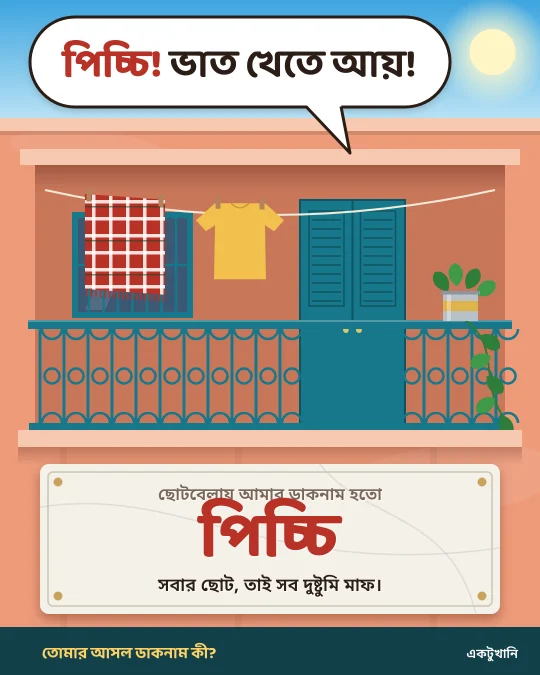 পিচ্চি! ভাত খেতে আয়!
ছোটবেলায় আমার ডাকনাম হতো
পিচ্চি
সবার ছোট, তাই সব দুষ্টুমি মাফ।
তোমার আসল ডাকনাম কী?
একটুখানি